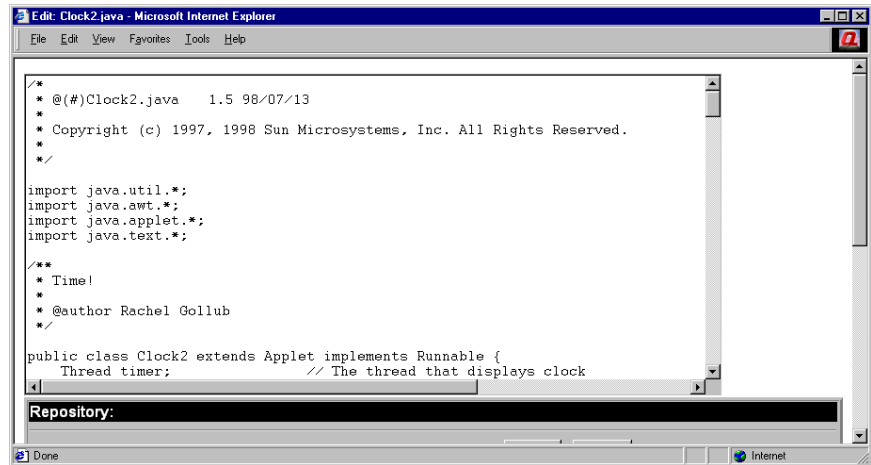 Edit: Clock2.java - Microsoft Internet Explorer
File Edit View Favorites Tools Help
/*
 * @(#)Clock2.java 1.5 98/07/13
 *
 * Copyright (c) 1997, 1998 Sun Microsystems, Inc. All Rights Reserved.
 *
 */
import java.util.*;
import java.awt.*;
import java.applet.*;
import java.text.*;
/**
 * Time!
 *
 * @author Rachel Gollub
 */
public class Clock2 extends Applet implements Runnable {
    Thread timer; // The thread that displays clock
Repository:
Done Internet